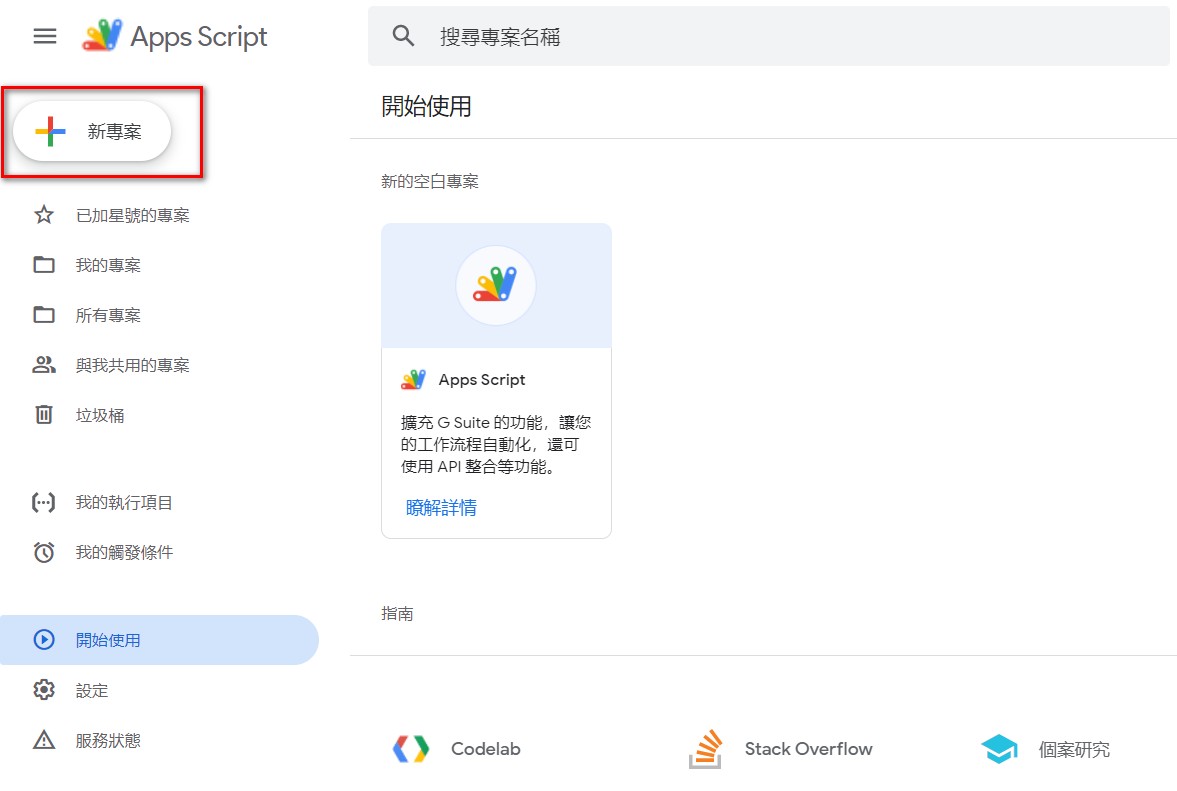 Apps Script
搜尋專案名稱
新專案
已加星號的專案
我的專案
所有專案
與我共用的專案
垃圾桶
我的執行項目
我的觸發條件
開始使用
設定
服務狀態
開始使用
新的空白專案
Apps Script
擴充 G Suite 的功能，讓您
的工作流程自動化，還可
使用 API 整合等功能。
瞭解詳情
指南
Codelab
Stack Overflow
個案研究